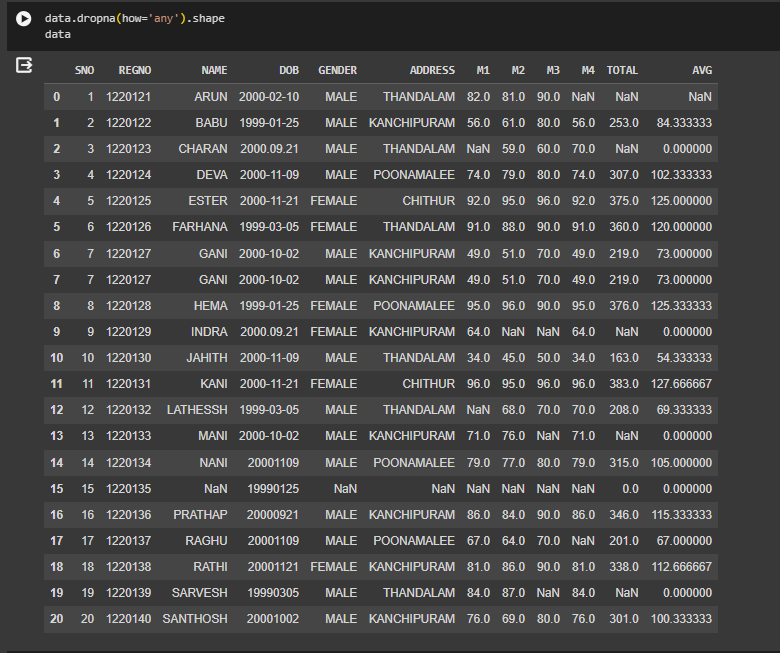 data.dropna(how='any').shape
data
SNO REGNO NAME DOB GENDER ADDRESS M1 M2 M3 M4 TOTAL AVG
0 1 1220121 ARUN 2000-02-10 MALE THANDALAM 82.0 81.0 90.0 NaN NaN NaN
1 2 1220122 BABU 1999-01-25 MALE KANCHIPURAM 56.0 61.0 80.0 56.0 253.0 84.333333
2 3 1220123 CHARAN 2000.09.21 MALE THANDALAM NaN 59.0 60.0 70.0 NaN 0.000000
3 4 1220124 DEVA 2000-11-09 MALE POONAMALEE 74.0 79.0 80.0 74.0 307.0 102.333333
4 5 1220125 ESTER 2000-11-21 FEMALE CHITHUR 92.0 95.0 96.0 92.0 375.0 125.000000
5 6 1220126 FARHANA 1999-03-05 FEMALE THANDALAM 91.0 88.0 90.0 91.0 360.0 120.000000
6 7 1220127 GANI 2000-10-02 MALE KANCHIPURAM 49.0 51.0 70.0 49.0 219.0 73.000000
7 7 1220127 GANI 2000-10-02 MALE KANCHIPURAM 49.0 51.0 70.0 49.0 219.0 73.000000
8 8 1220128 HEMA 1999-01-25 FEMALE POONAMALEE 95.0 96.0 90.0 95.0 376.0 125.333333
9 9 1220129 INDRA 2000.09.21 FEMALE KANCHIPURAM 64.0 NaN NaN 64.0 NaN 0.000000
10 10 1220130 JAHITH 2000-11-09 MALE THANDALAM 34.0 45.0 50.0 34.0 163.0 54.333333
11 11 1220131 KANI 2000-11-21 FEMALE CHITHUR 96.0 95.0 96.0 96.0 383.0 127.666667
12 12 1220132 LATHESSH 1999-03-05 MALE THANDALAM NaN 68.0 70.0 70.0 208.0 69.333333
13 13 1220133 MANI 2000-10-02 MALE KANCHIPURAM 71.0 76.0 NaN 71.0 NaN 0.000000
14 14 1220134 NANI 20001109 MALE POONAMALEE 79.0 77.0 80.0 79.0 315.0 105.000000
15 15 1220135 NaN 19990125 NaN NaN NaN NaN NaN NaN 0.0 0.000000
16 16 1220136 PRATHAP 20000921 MALE KANCHIPURAM 86.0 84.0 90.0 86.0 346.0 115.333333
17 17 1220137 RAGHU 20001109 MALE POONAMALEE 67.0 64.0 70.0 NaN 201.0 67.000000
18 18 1220138 RATHI 20001121 FEMALE KANCHIPURAM 81.0 86.0 90.0 81.0 338.0 112.666667
19 19 1220139 SARVESH 19990305 MALE THANDALAM 84.0 87.0 NaN 84.0 NaN 0.000000
20 20 1220140 SANTHOSH 20001002 MALE KANCHIPURAM 76.0 69.0 80.0 76.0 301.0 100.333333